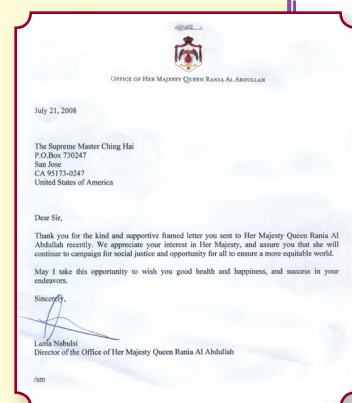 OFFICE OF HER MAJESTY QUEEN RANIA AL ABDULLAH
July 21, 2008
The Supreme Master Ching Hai
P.O.Box 730247
San Jose
CA 95173-0247
United States of America
Dear Sir,
Thank you for the kind and supportive framed letter you sent to Her Majesty Queen Rania Al
Abdullah recently. We appreciate your interest in Her Majesty, and assure you that she will
continue to campaign for social justice and opportunity for all to ensure a more equitable world.
May I take this opportunity to wish you good health and happiness, and success in your
endeavors.
Sincerely,
Lama Nabulsi
Director of the Office of Her Majesty Queen Rania Al Abdullah
/sm